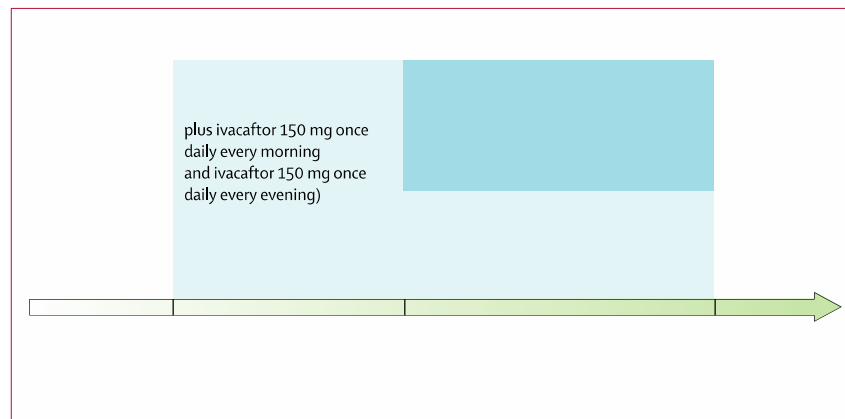 plus ivacaftor 150 mg once
daily every morning
and ivacaftor 150 mg once
daily every evening)